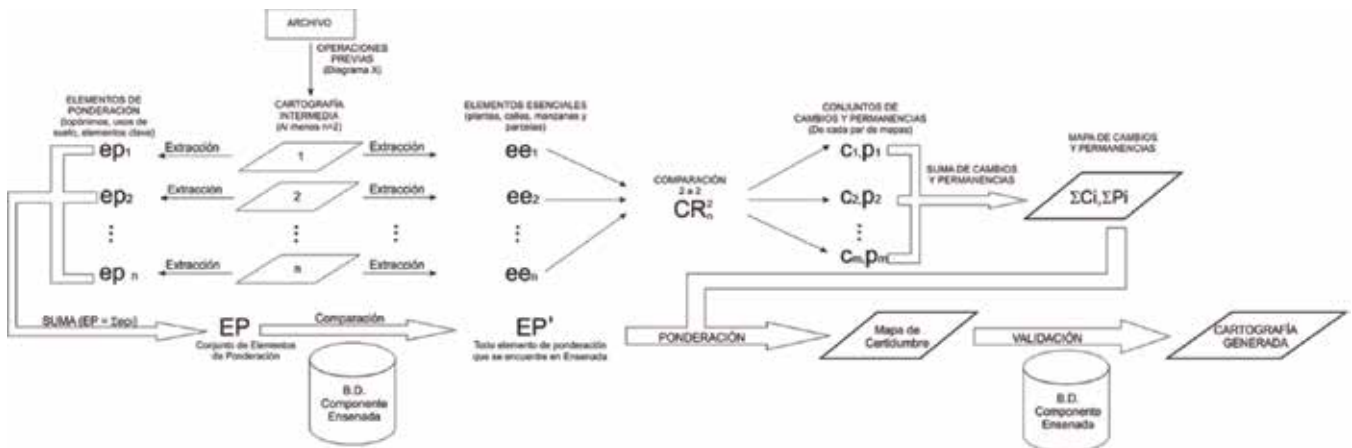 ARCHIVO
OPERACIONES
PREVIAS
(Diagrama X)
ELEMENTOS DE
PONDERACIÓN
(topónimos, usos de
suelo, elementos clave)
CARTOGRAFÍA
INTERMEDIA
(Al menos n=2)
ELEMENTOS ESENCIALES
(plantas, calles, manzanas y
parcelas)
CONJUNTOS DE
CAMBIOS Y PERMANENCIAS
(De cada par de mapas)
MAPA DE CAMBIOS
Y PERMANENCIAS
ep1
Extracción
1
Extracción
ee1
c1,p1
ep2
Extracción
2
Extracción
ee2
COMPARACIÓN
2 a 2
CR n 2
c2,p2
SUMA DE CAMBIOS
Y PERMANENCIAS
ΣCi,ΣPi
ep n
Extracción
n
Extracción
een
cm,pm
SUMA (EP = Σepi)
EP
Conjunto de Elementos
de Ponderación
Comparación
EP'
Todo elemento de ponderación
que se encuentre en Ensenada
PONDERACIÓN
Mapa de
Certidumbre
VALIDACIÓN
CARTOGRAFÍA
GENERADA
B.D.
Componente
Ensenada
B.D.
Componente
Ensenada